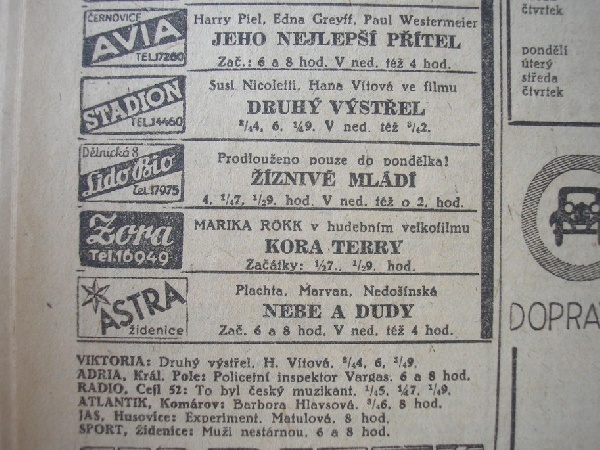 ČERNOVICE
AVIA
TEL.17280
Harry Piel, Edna Greyff, Paul Westermeier
JEHO NEJLEPŠÍ PŘÍTEL
Zač.: 6 a 8 hod. V ned. též 4 hod.
STADION
TEL.14460
Susi Nicoletti, Hana Vítová ve filmu
DRUHÝ VÝSTŘEL
3/44, 6, 1/49. V ned. též 3/42.
Dělnická 8
Lido Bio
Tel.17975
Prodlouženo pouze do pondělka!
ŽÍZNIVÉ MLÁDÍ
4, 1/47, 1/29. hod. V ned. též o 2, hod.
Zora
Tel.16949
MARIKA RÖKK v hudebním velkofilmu
KORA TERRY
Začátky: 1/27., 1/29. hod.
ASTRA
židenice
Plachta, Marvan, Nedošínská
NEBE A DUDY
Zač. 6 a 8 hod. V ned. též 4 hod.
VIKTORIA: Druhý výstřel, H. Vítová, 3/44, 6, 1/49.
ADRIA, Král. Pole: Policejní inspektor Vargas. 6 a 8 hod.
RADIO, Cejl 52: To byl český muzikant. 1/45, 1/47, 1/49.
ATLANTIK, Komárov: Barbora Hlavsová. 3/46, 8 hod.
JAS, Husovice: Experiment. Matulová, 8 hod.
SPORT, židenice: Muži nestárnou. 6 a 8 hod.
čtvrtek
pondělí
úterý
středa
čtvrtek
DOPRA